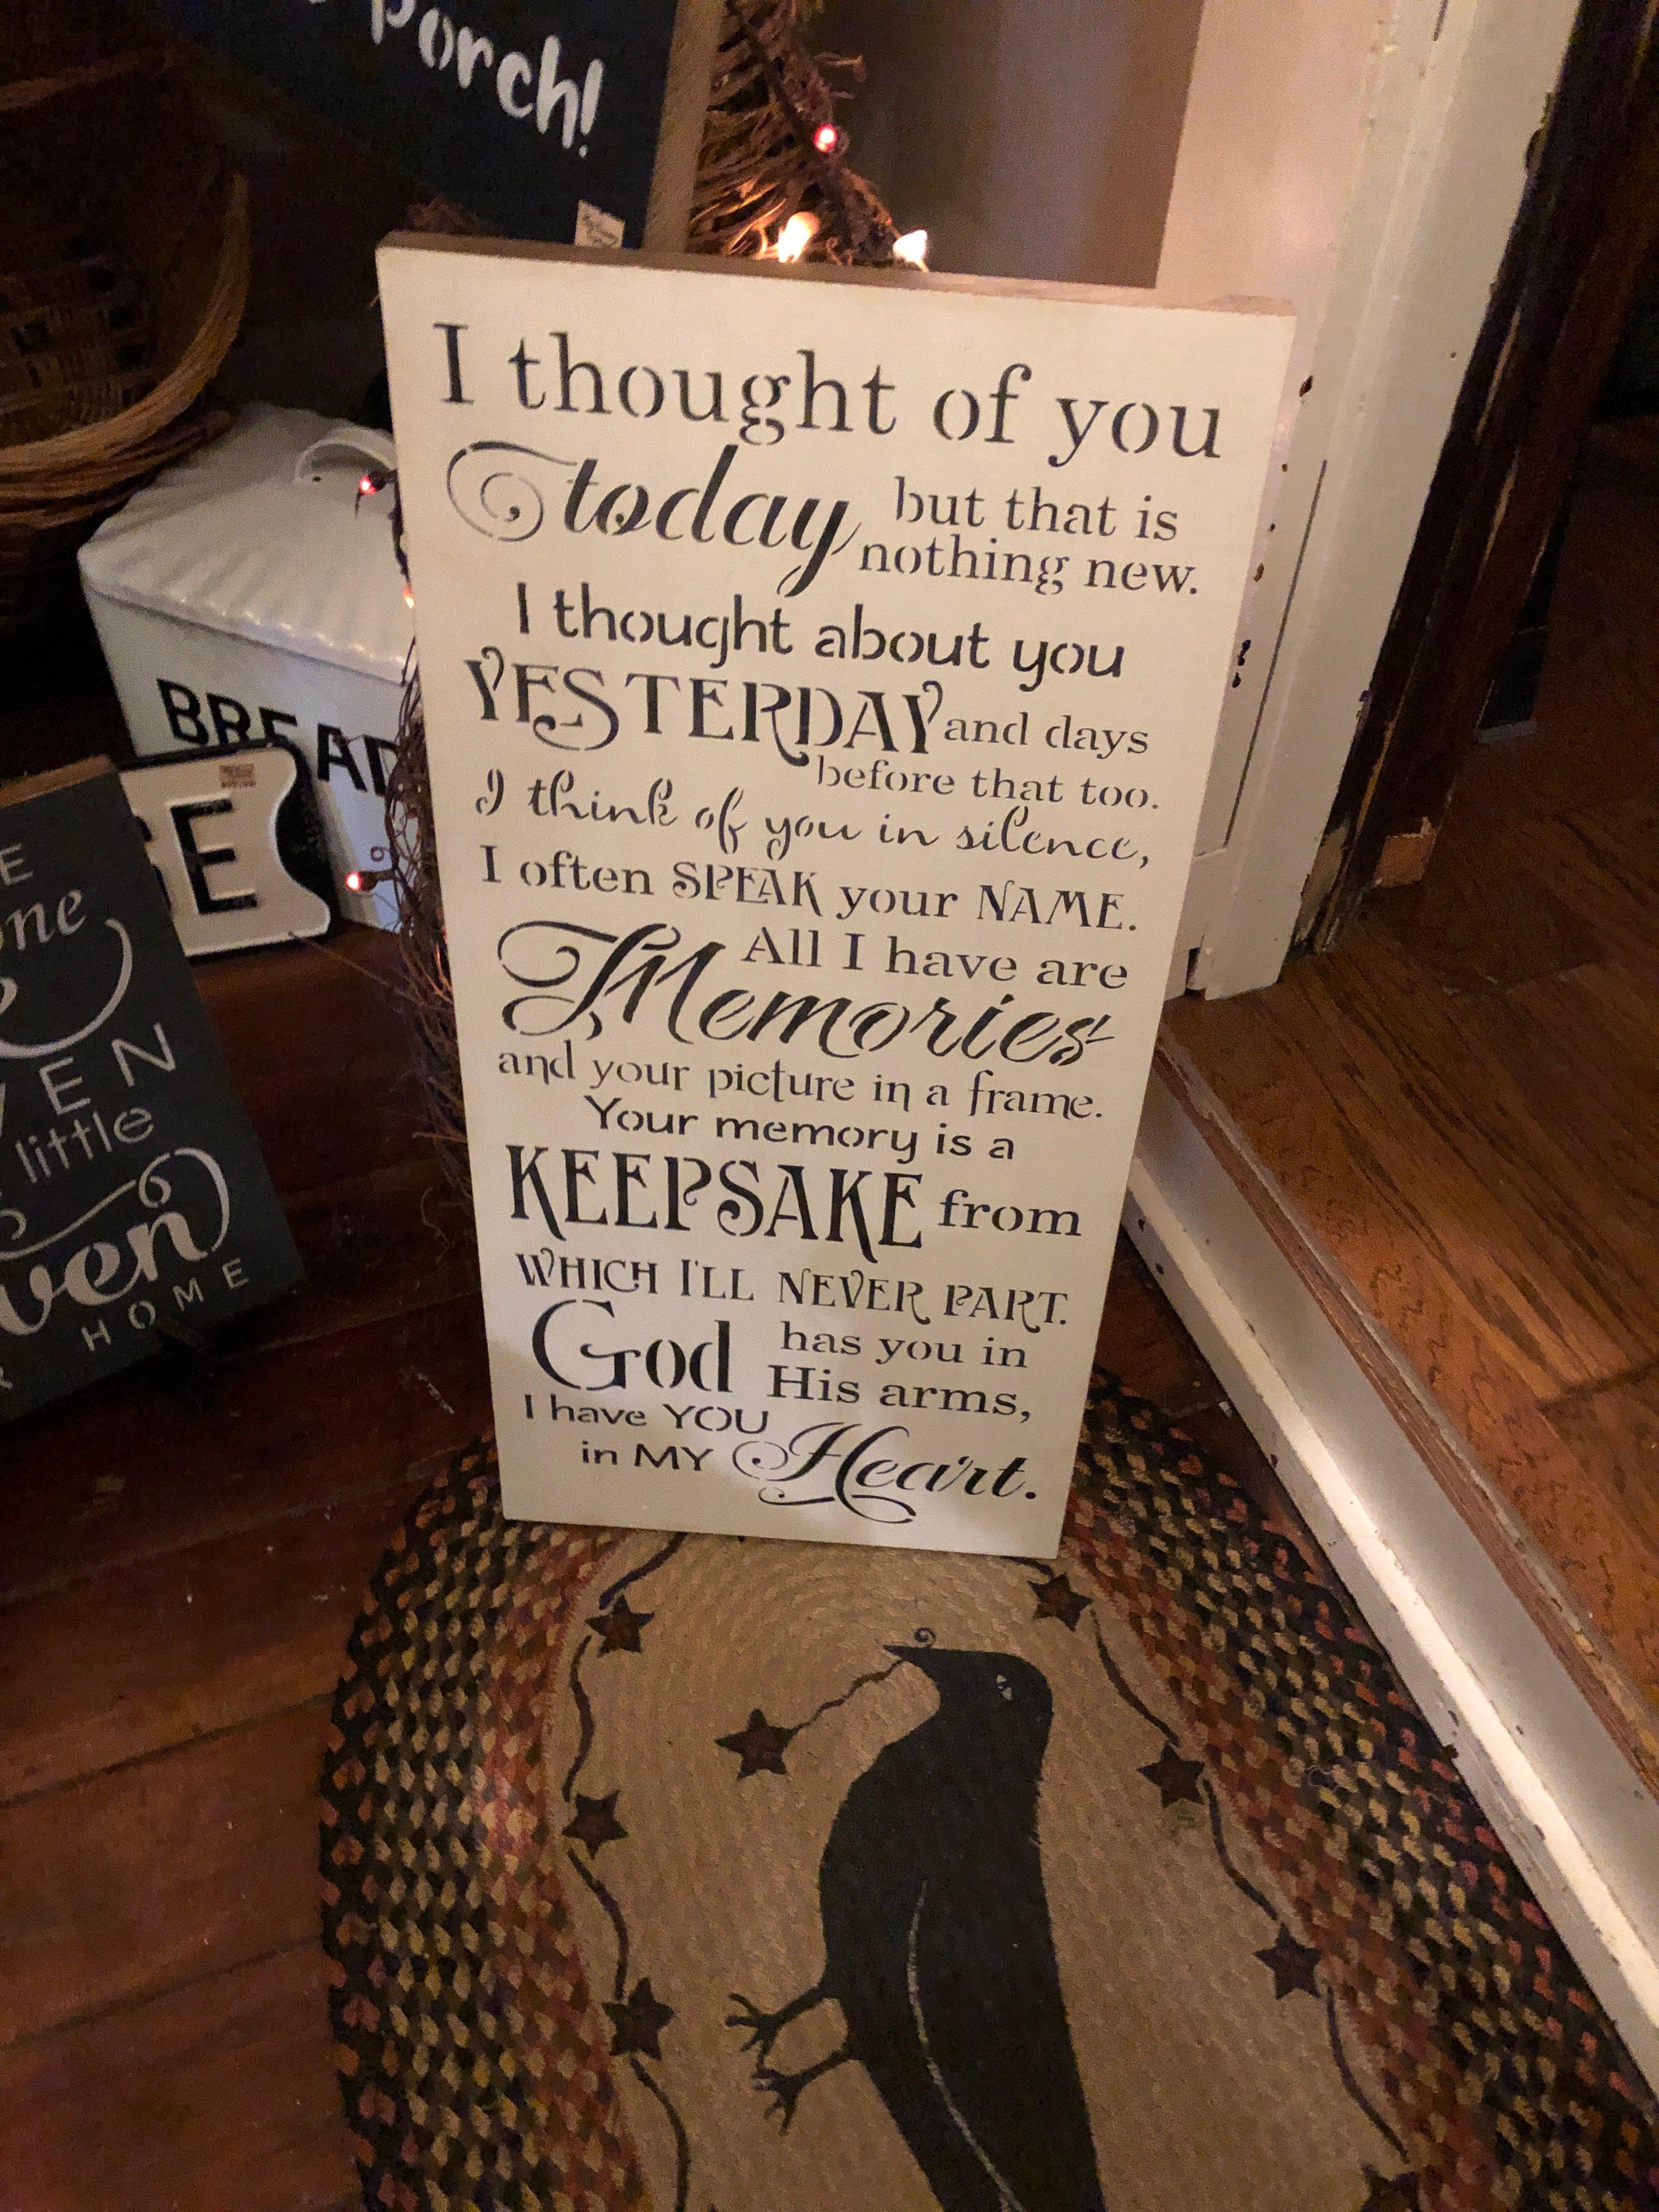 porch!
I thought of you
today but that is
nothing new.
I thought about you
YESTERDAY and days
before that too.
I think of you in silence,
I often SPEAK your NAME.
All I have are
Memories
and your picture in a frame.
Your memory is a
KEEPSAKE from
WHICH I'LL NEVER PART.
God has you in
His arms,
I have YOU
in MY Heart.
BREAD
little
HOME